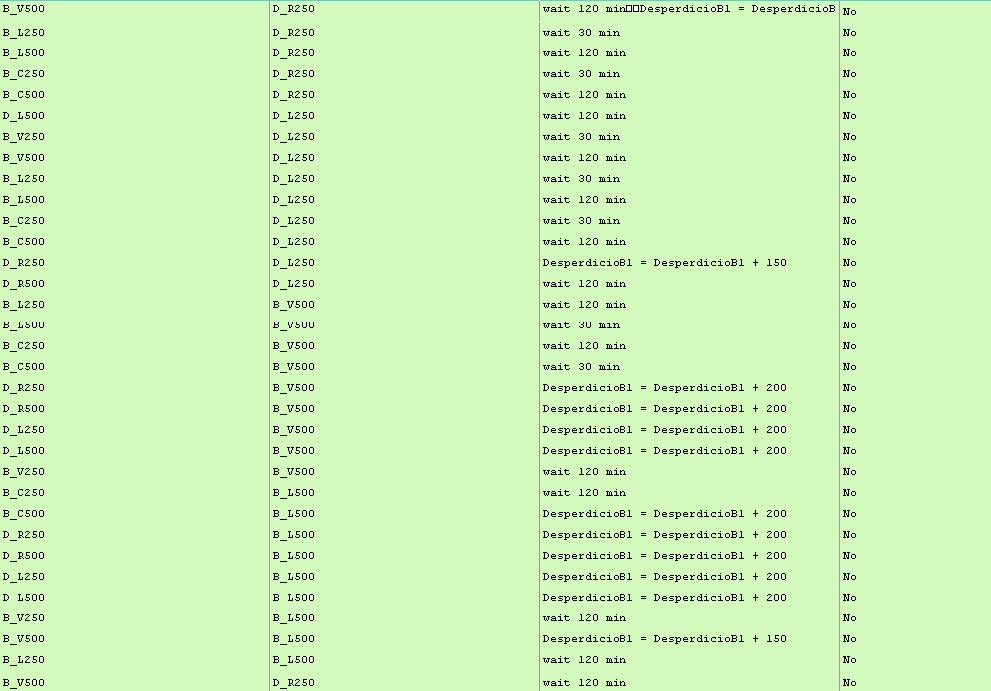 B_V500 D_R250 wait 120 min□□DesperdicioB1 = DesperdicioB No
B_L250 D_R250 wait 30 min No
B_L500 D_R250 wait 120 min No
B_C250 D_R250 wait 30 min No
B_C500 D_R250 wait 120 min No
D_L500 D_L250 wait 120 min No
B_V250 D_L250 wait 30 min No
B_V500 D_L250 wait 120 min No
B_L250 D_L250 wait 30 min No
B_L500 D_L250 wait 120 min No
B_C250 D_L250 wait 30 min No
B_C500 D_L250 wait 120 min No
D_R250 D_L250 DesperdicioB1 = DesperdicioB1 + 150 No
D_R500 D_L250 wait 120 min No
B_L250 B_V500 wait 120 min No
B_L500 B_V500 wait 30 min No
B_C250 B_V500 wait 120 min No
B_C500 B_V500 wait 30 min No
D_R250 B_V500 DesperdicioB1 = DesperdicioB1 + 200 No
D_R500 B_V500 DesperdicioB1 = DesperdicioB1 + 200 No
D_L250 B_V500 DesperdicioB1 = DesperdicioB1 + 200 No
D_L500 B_V500 DesperdicioB1 = DesperdicioB1 + 200 No
B_V250 B_V500 wait 120 min No
B_C250 B_L500 wait 120 min No
B_C500 B_L500 DesperdicioB1 = DesperdicioB1 + 200 No
D_R250 B_L500 DesperdicioB1 = DesperdicioB1 + 200 No
D_R500 B_L500 DesperdicioB1 = DesperdicioB1 + 200 No
D_L250 B_L500 DesperdicioB1 = DesperdicioB1 + 200 No
D_L500 B_L500 DesperdicioB1 = DesperdicioB1 + 200 No
B_V250 B_L500 wait 120 min No
B_V500 B_L500 DesperdicioB1 = DesperdicioB1 + 150 No
B_L250 B_L500 wait 120 min No
B_V500 D_R250 No